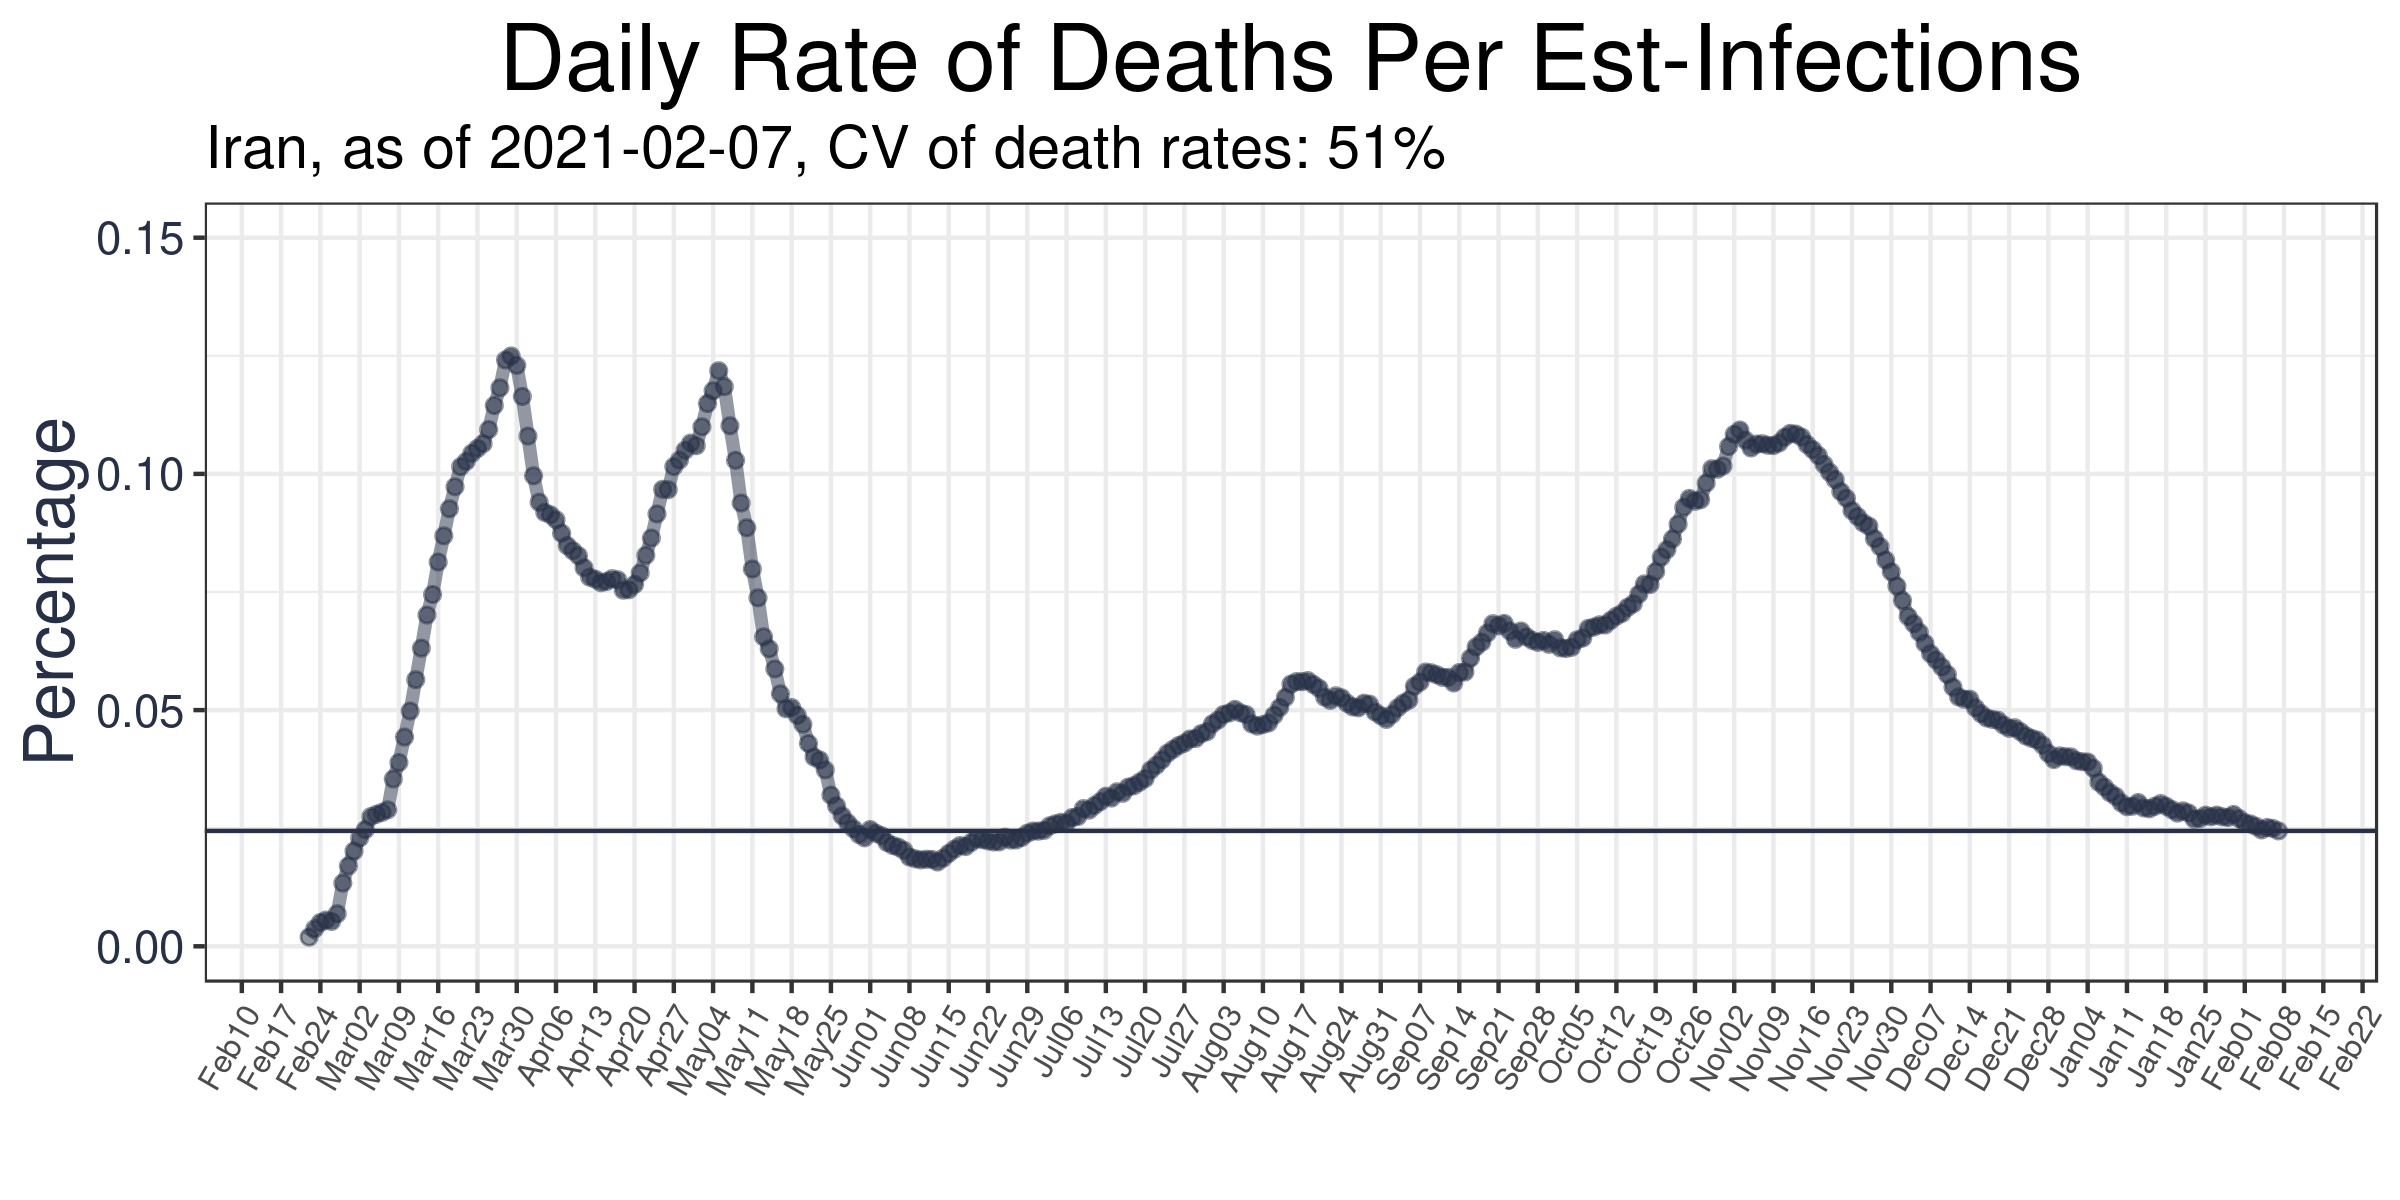 Daily Rate of Deaths Per Est-Infections
Iran, as of 2021-02-07, CV of death rates: 51%
Percentage
0.15
0.10
0.05
0.00
Feb10
Feb17
Feb24
Mar02
Mar09
Mar16
Mar23
Mar30
Apr06
Apr13
Apr20
Apr27
May04
May11
May18
May25
Jun01
Jun08
Jun15
Jun22
Jun29
Jul06
Jul13
Jul20
Jul27
Aug03
Aug10
Aug17
Aug24
Aug31
Sep07
Sep14
Sep21
Sep28
Oct05
Oct12
Oct19
Oct26
Nov02
Nov09
Nov16
Nov23
Nov30
Dec07
Dec14
Dec21
Dec28
Jan04
Jan11
Jan18
Jan25
Feb01
Feb08
Feb15
Feb22